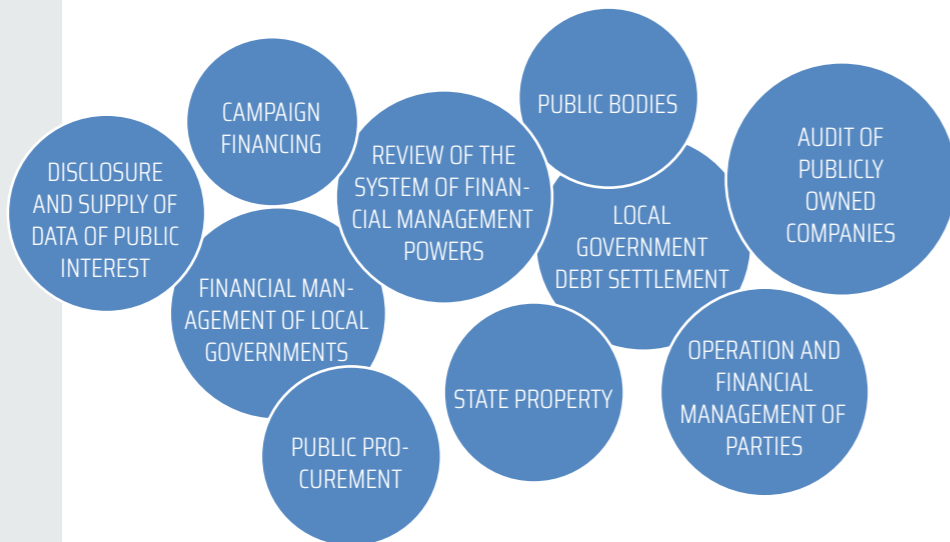 DISCLOSURE
AND SUPPLY OF
DATA OF PUBLIC
INTEREST
CAMPAIGN
FINANCING
FINANCIAL MAN-
AGEMENT OF LOCAL
GOVERNMENTS
PUBLIC PRO-
CUREMENT
REVIEW OF THE
SYSTEM OF FINAN-
CIAL MANAGEMENT
POWERS
STATE PROPERTY
PUBLIC BODIES
LOCAL
GOVERNMENT
DEBT SETTLEMENT
AUDIT OF
PUBLICLY
OWNED
COMPANIES
OPERATION AND
FINANCIAL
MANAGEMENT OF
PARTIES